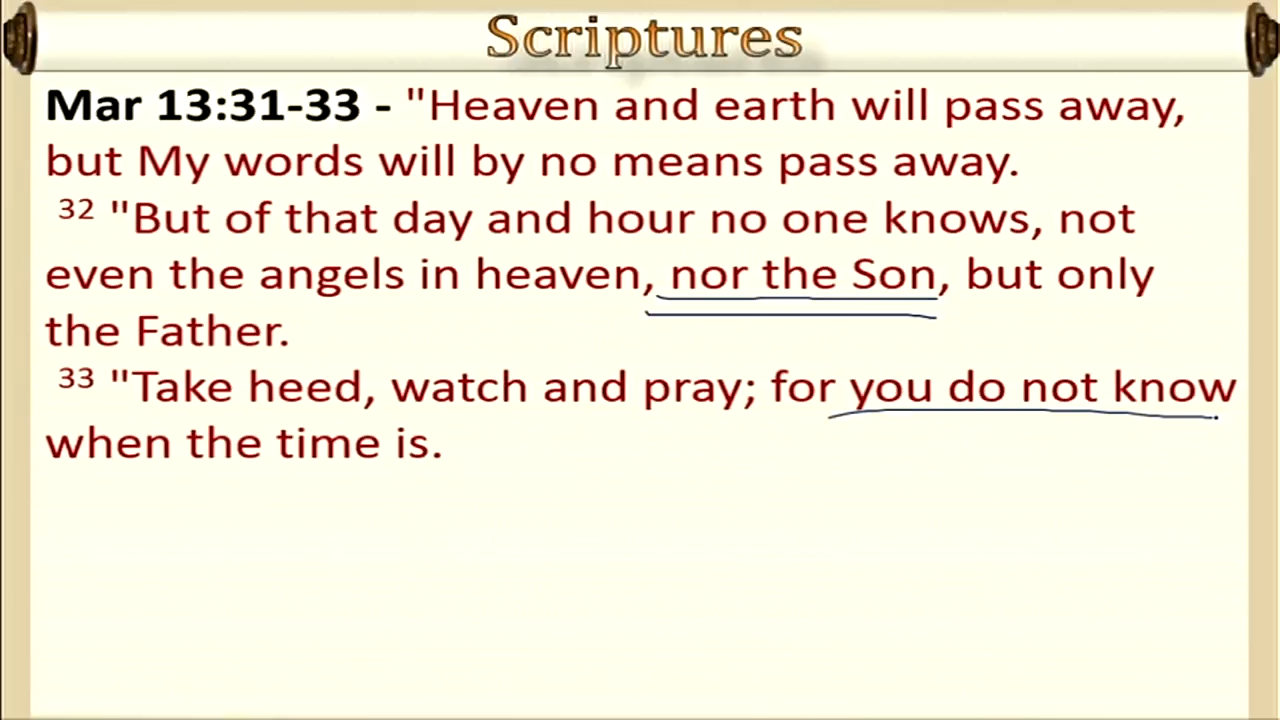 Scriptures
Mar 13:31-33 - "Heaven and earth will pass away,
but My words will by no means pass away.
32 "But of that day and hour no one knows, not
even the angels in heaven, nor the Son, but only
the Father.
33 "Take heed, watch and pray; for you do not know
when the time is.